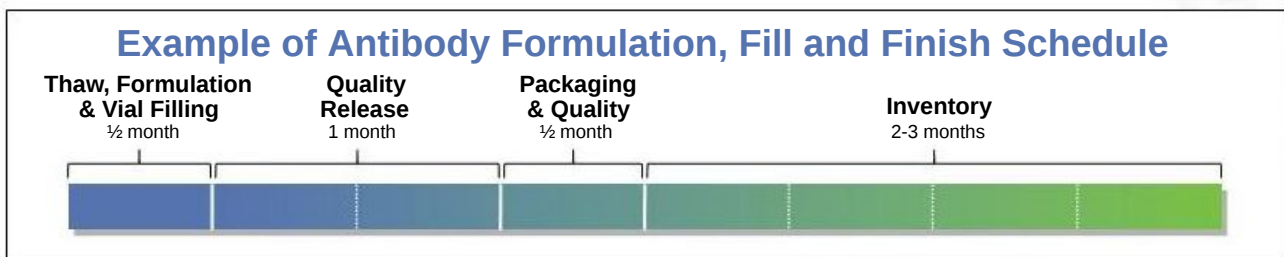 Example of Antibody Formulation, Fill and Finish Schedule
Thaw, Formulation
& Vial Filling
½ month
Quality
Release
1 month
Packaging
& Quality
½ month
Inventory
2-3 months